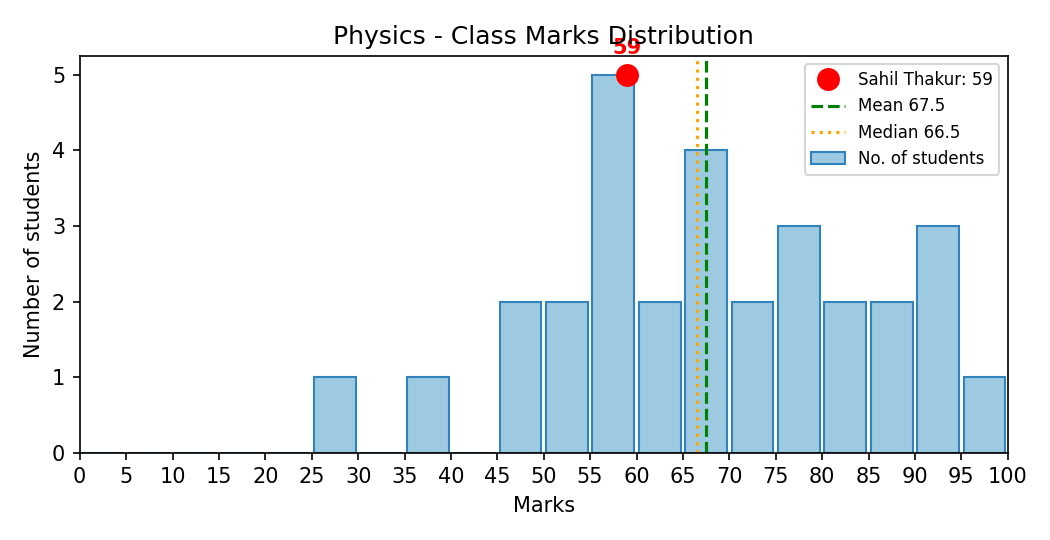 Physics - Class Marks Distribution
59
Sahil Thakur: 59
Mean 67.5
Median 66.5
No. of students
Number of students
5
4
3
2
1
0
0 5 10 15 20 25 30 35 40 45 50 55 60 65 70 75 80 85 90 95 100
Marks